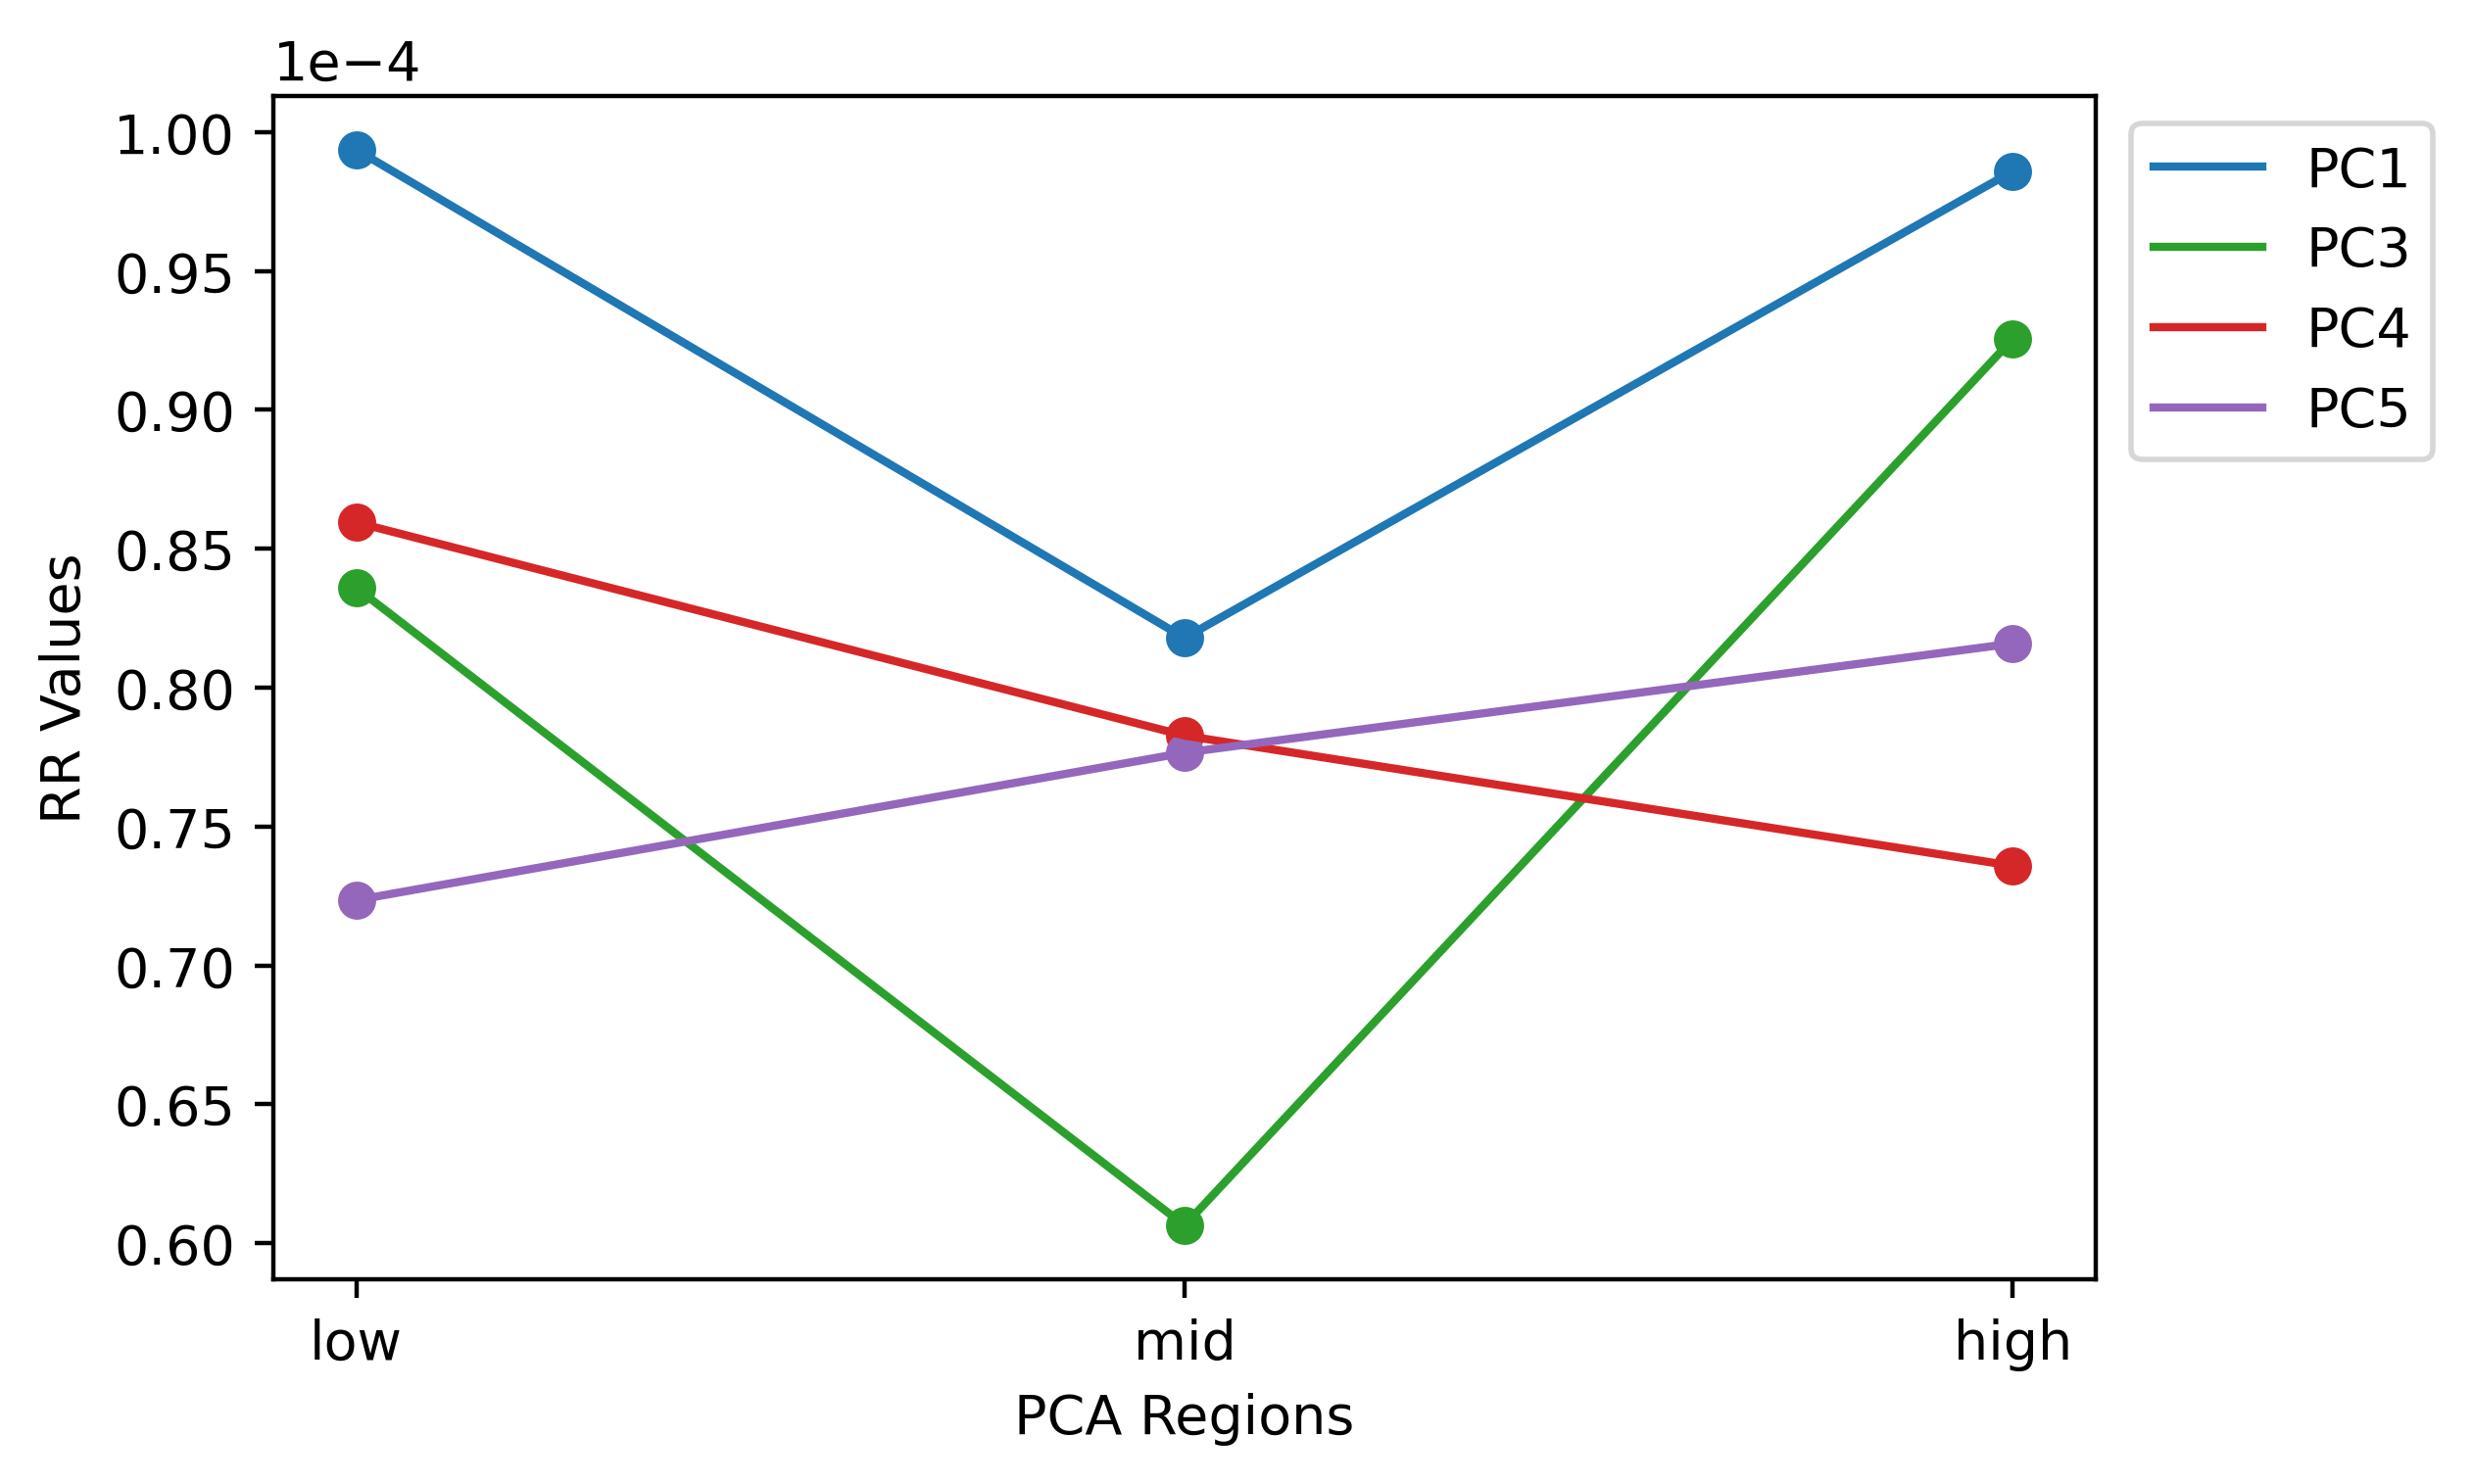 1e−4
1.00
0.95
0.90
0.85
0.80
0.75
0.70
0.65
0.60
RR Values
low
mid
high
PCA Regions
PC1
PC3
PC4
PC5